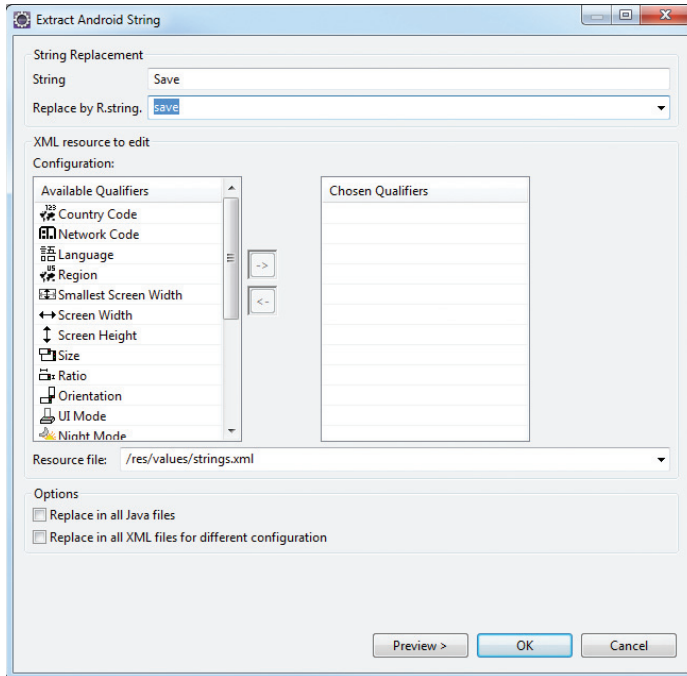 Extract Android String
String Replacement
String Save
Replace by R.string. save
XML resource to edit
Configuration:
Available Qualifiers
Chosen Qualifiers
123 Country Code
Network Code
語 Language
US Region
Smallest Screen Width
Screen Width
Screen Height
Size
Ratio
Orientation
UI Mode
Night Mode
->
<-
Resource file: /res/values/strings.xml
Options
Replace in all Java files
Replace in all XML files for different configuration
Preview > OK Cancel